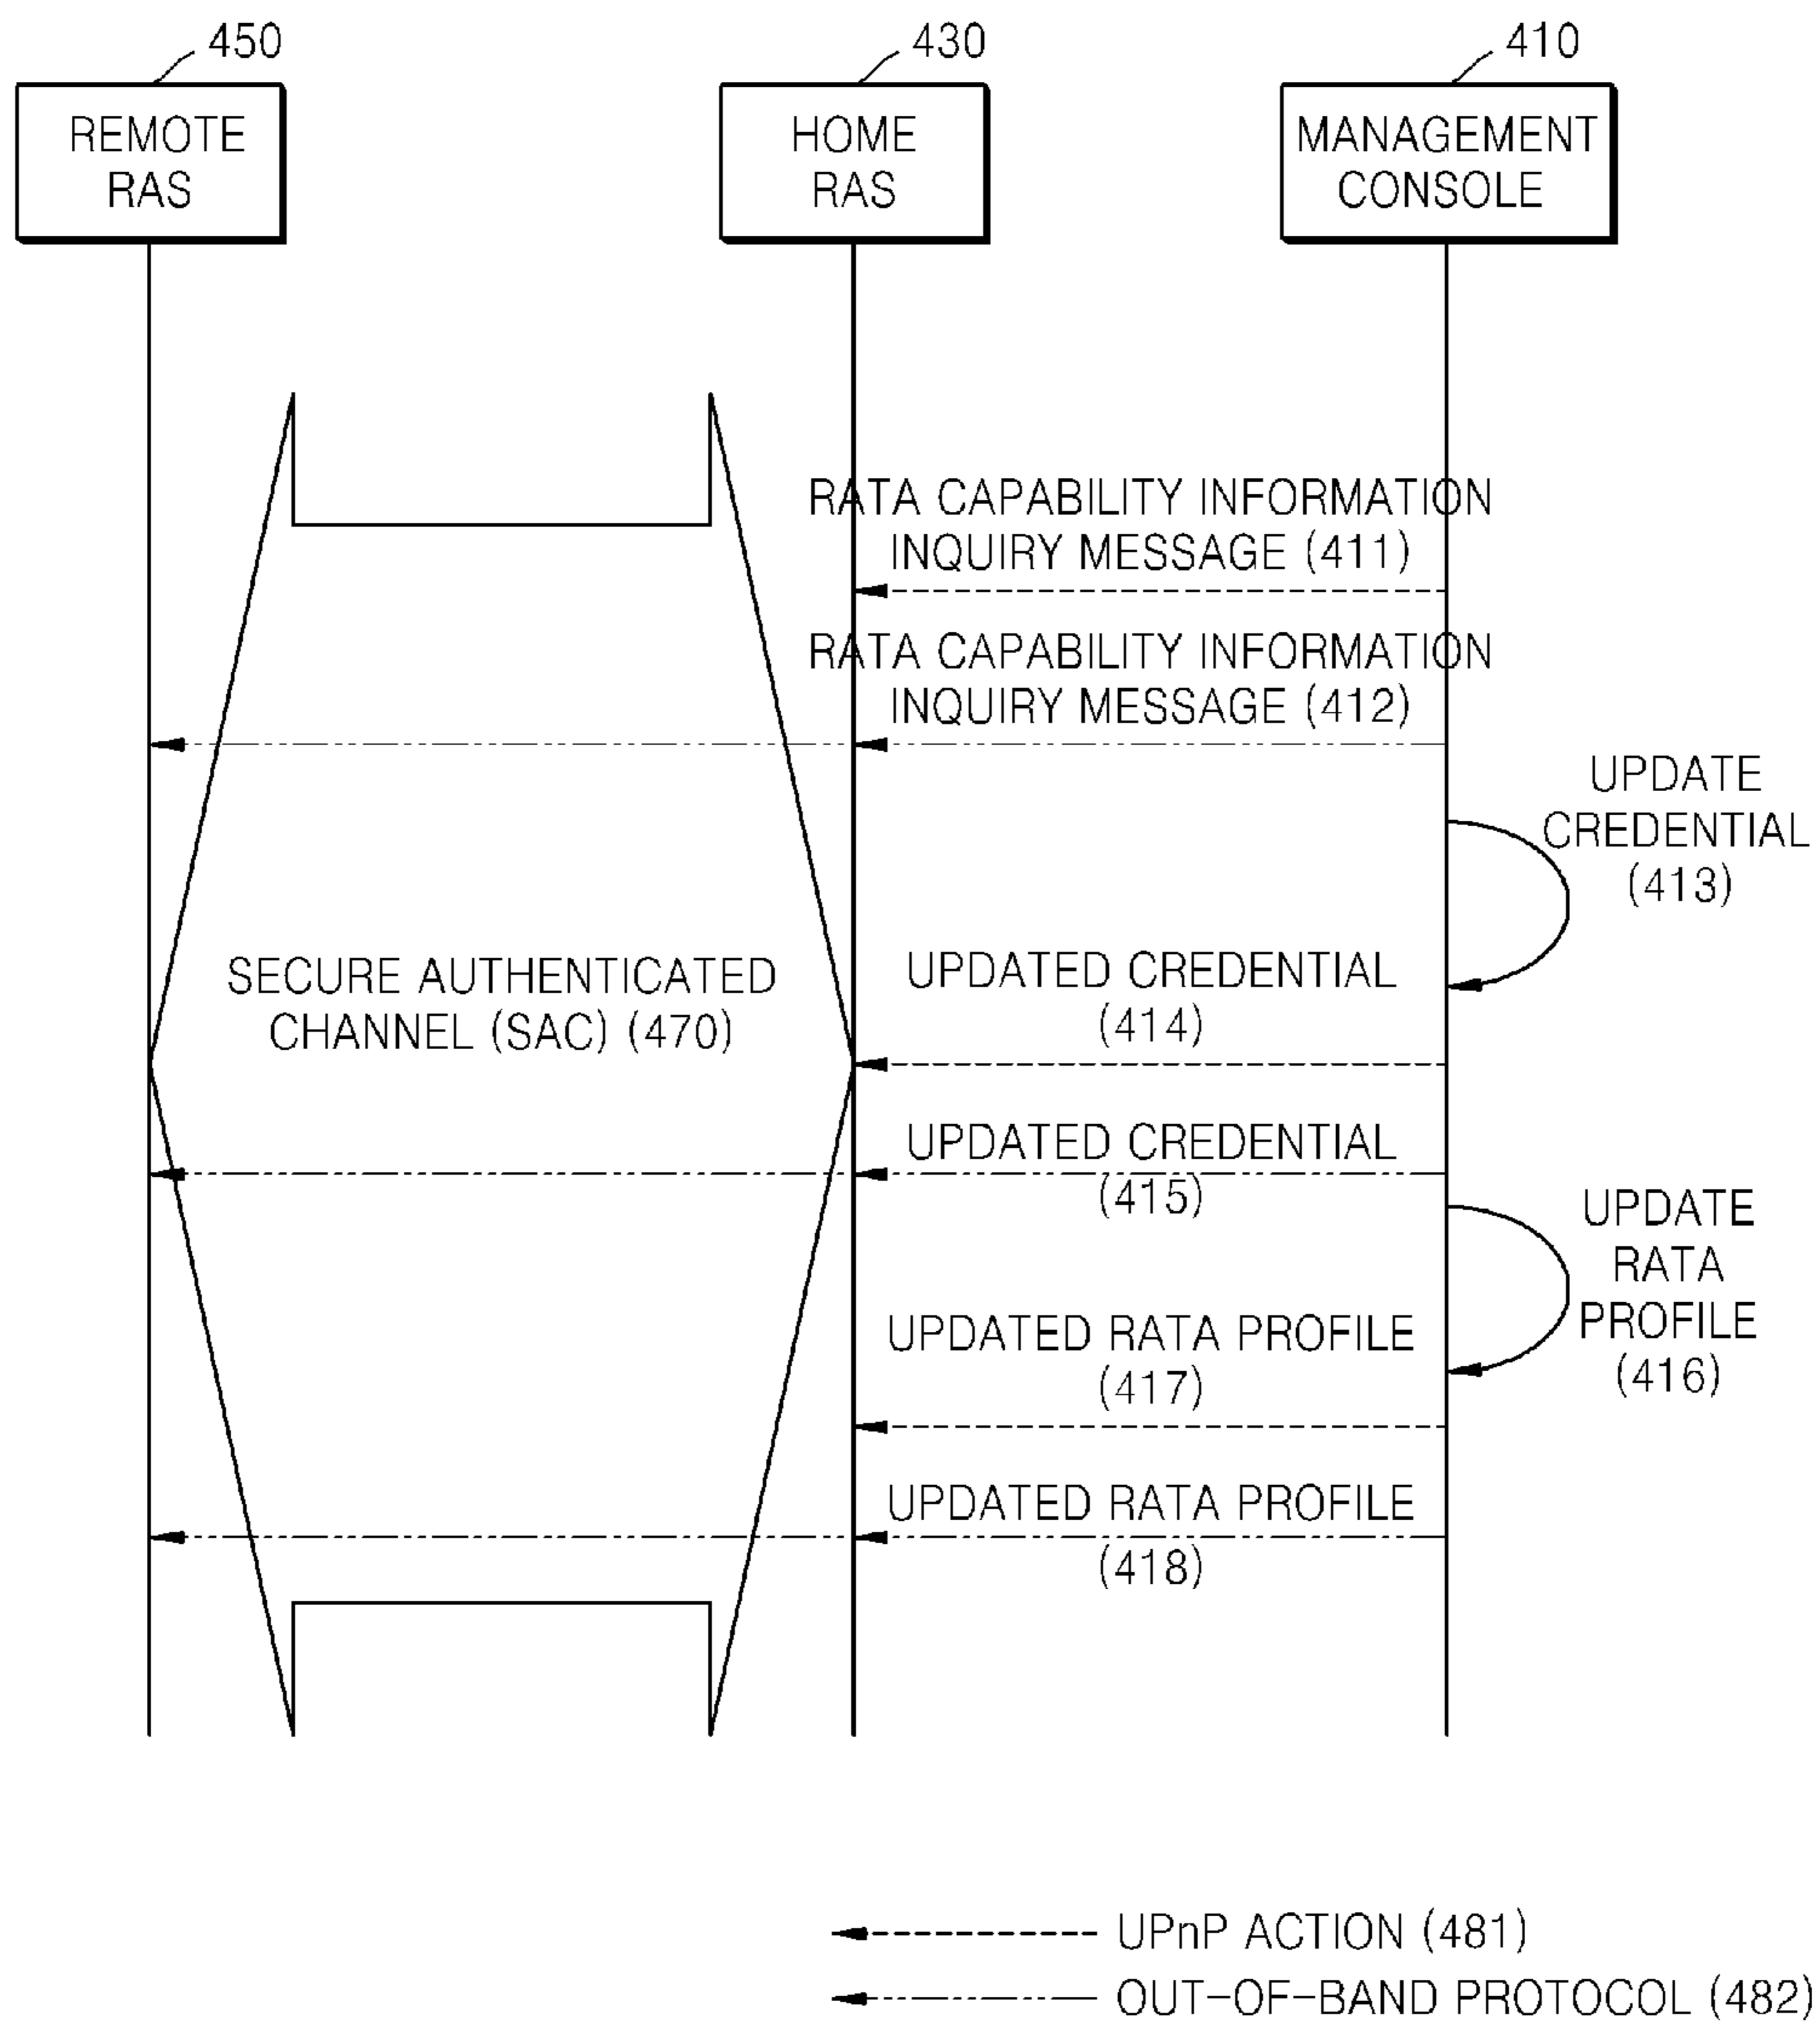 450
430
410
REMOTE
RAS
HOME
RAS
MANAGEMENT
CONSOLE
RATA CAPABILITY INFORMATION
INQUIRY MESSAGE (411)
RATA CAPABILITY INFORMATION
INQUIRY MESSAGE (412)
UPDATE
CREDENTIAL
(413)
SECURE AUTHENTICATED
CHANNEL (SAC) (470)
UPDATED CREDENTIAL
(414)
UPDATED CREDENTIAL
(415)
UPDATE
RATA
PROFILE
(416)
UPDATED RATA PROFILE
(417)
UPDATED RATA PROFILE
(418)
UPnP ACTION (481)
OUT-OF-BAND PROTOCOL (482)